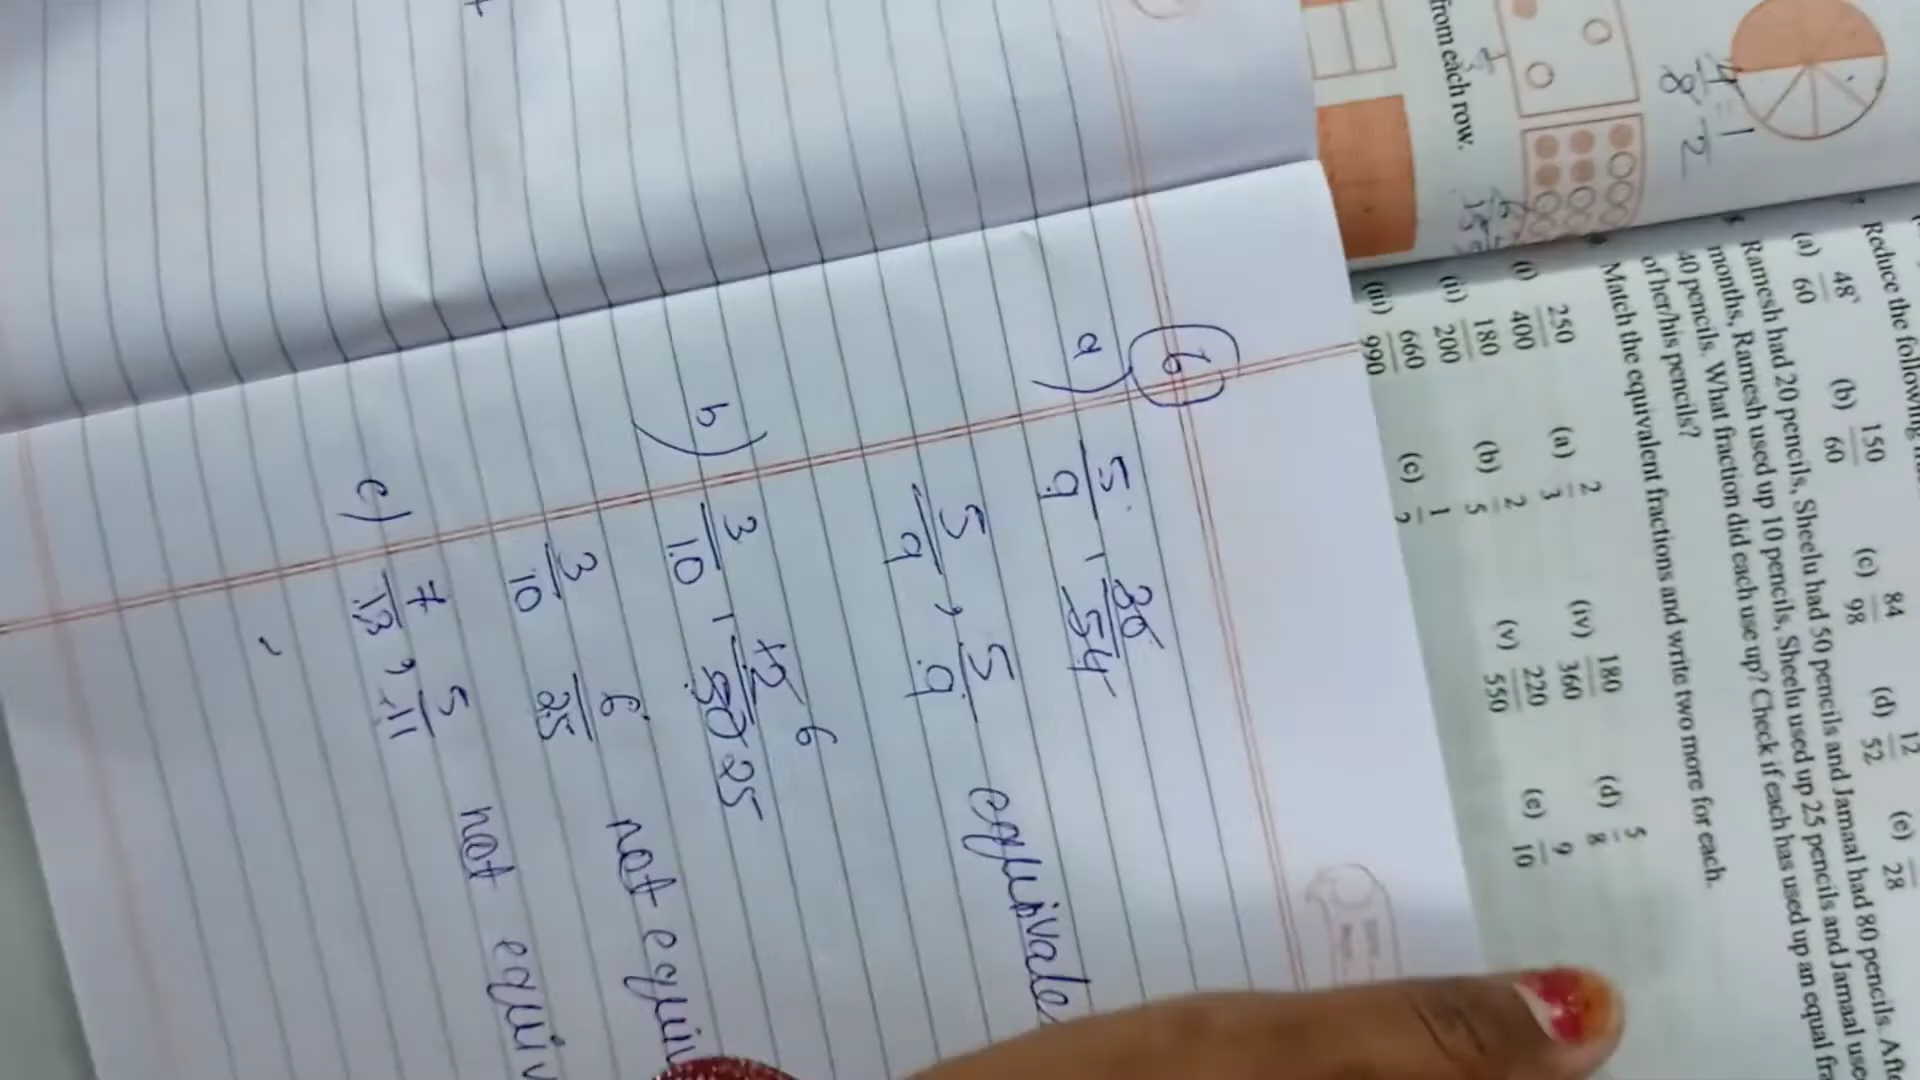 4/8 = 1/2
from each row.
Reduce the following
(a) 48/60 (b) 150/60 (c) 84/98 (d) 12/52 (e) /28
Ramesh had 20 pencils, Sheelu had 50 pencils and Jamaal had 80 pencils. After
months, Ramesh used up 10 pencils, Sheelu used up 25 pencils and Jamaal used
40 pencils. What fraction did each use up? Check if each has used up an equal fra
of her/his pencils?
Match the equivalent fractions and write two more for each.
(i) 250/400 (a) 2/3 (iv) 180/360 (d) 5/8
(ii) 180/200 (b) 2/5 (v) 220/550 (e) 9/10
(iii) 660/990 (c) 1/2
6
a) 5/9 , 30/54
5/9 , 5/9 equivale
b) 3/10 , 12/50 6 25
3/10 6/25 not equiv
c) 7/13 , 5/11 not equiv